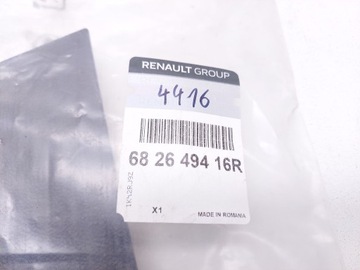 RENAULT GROUP
4416
68 26 494 16R
X1
MADE IN ROMANIA